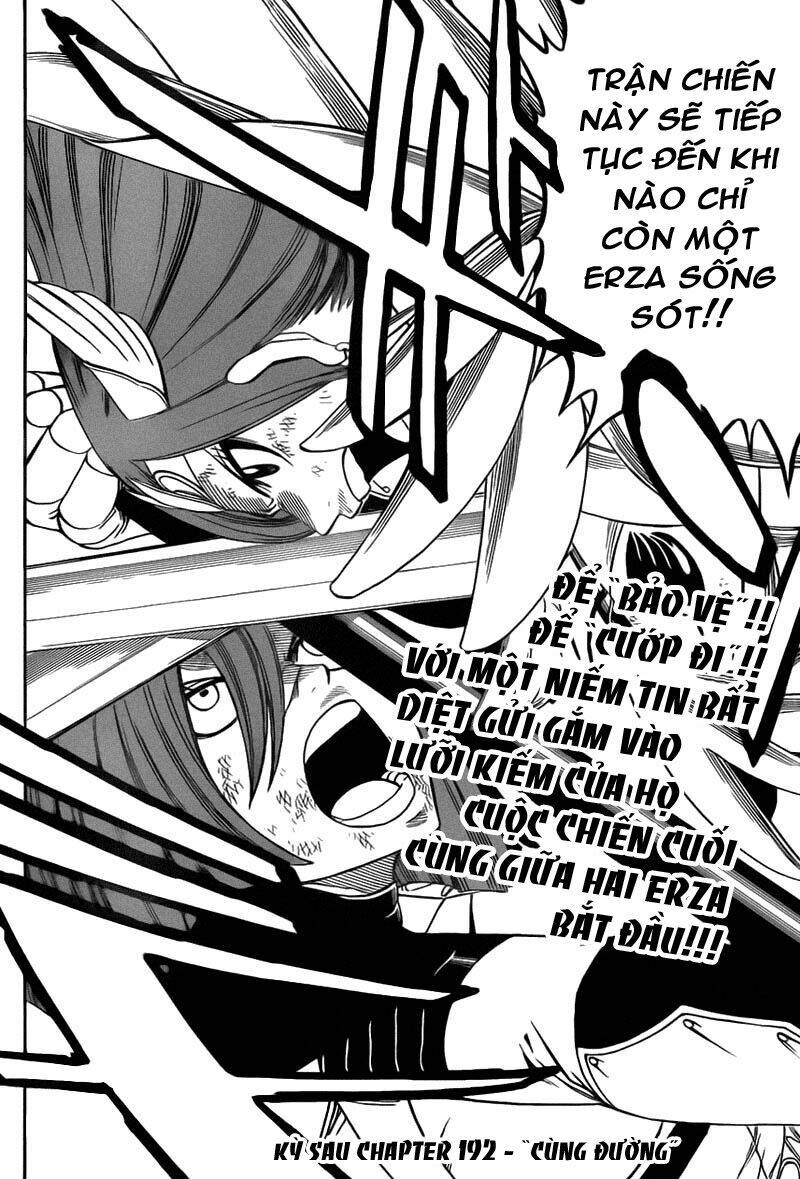 TRẬN CHIẾN
NÀY SẼ TIẾP
TỤC ĐẾN KHI
NÀO CHỈ
CÒN MỘT
ERZA SỐNG
SÓT!!
ĐỂ "BẢO VỆ"!!
ĐỂ "CƯỚP ĐI"!!
VỚI MỘT NIẾM TIN BẤT
DIỆT GỬI GẮM VÀO
LƯỠI KIẾM CỦA HỌ
CUỘC CHIẾN CUỐI
CÙNG GIỮA HAI ERZA
BẮT ĐẦU!!!
KỲ SAU CHAPTER 192 - "CÙNG ĐƯỜNG"